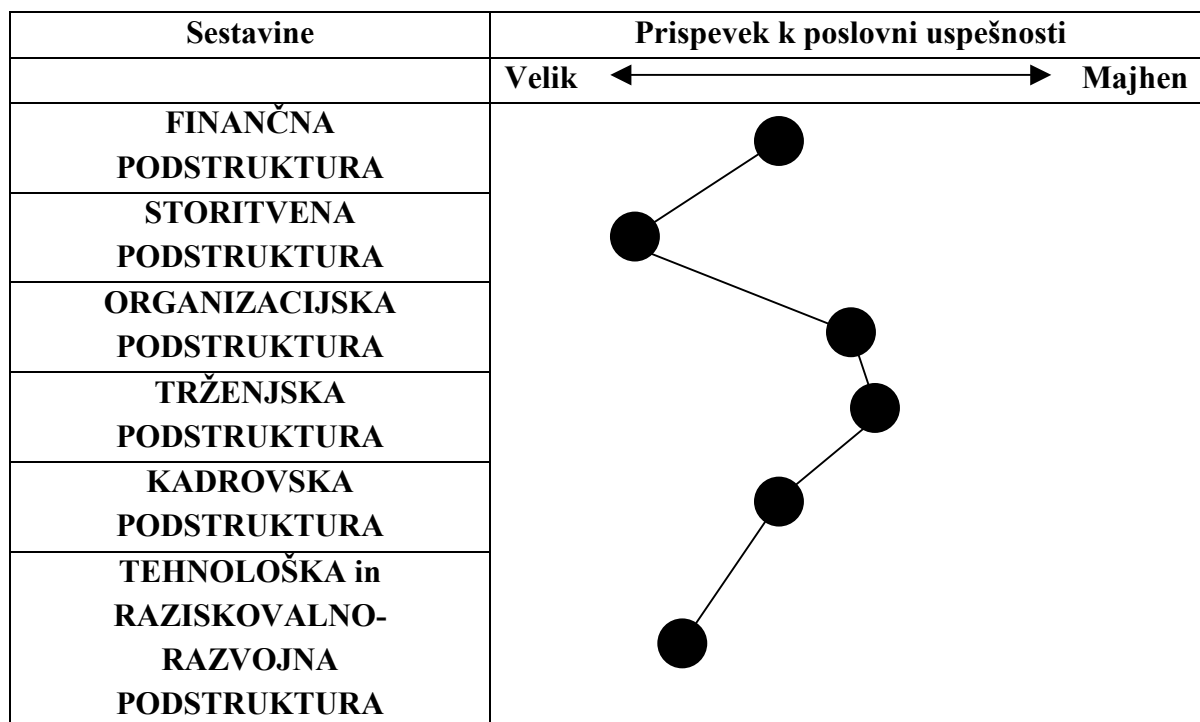 Sestavine
Prispevek k poslovni uspešnosti
Velik
Majhen
FINANČNA
PODSTRUKTURA
STORITVENA
PODSTRUKTURA
ORGANIZACIJSKA
PODSTRUKTURA
TRŽENJSKA
PODSTRUKTURA
KADROVSKA
PODSTRUKTURA
TEHNOLOŠKA in
RAZISKOVALNO-
RAZVOJNA
PODSTRUKTURA